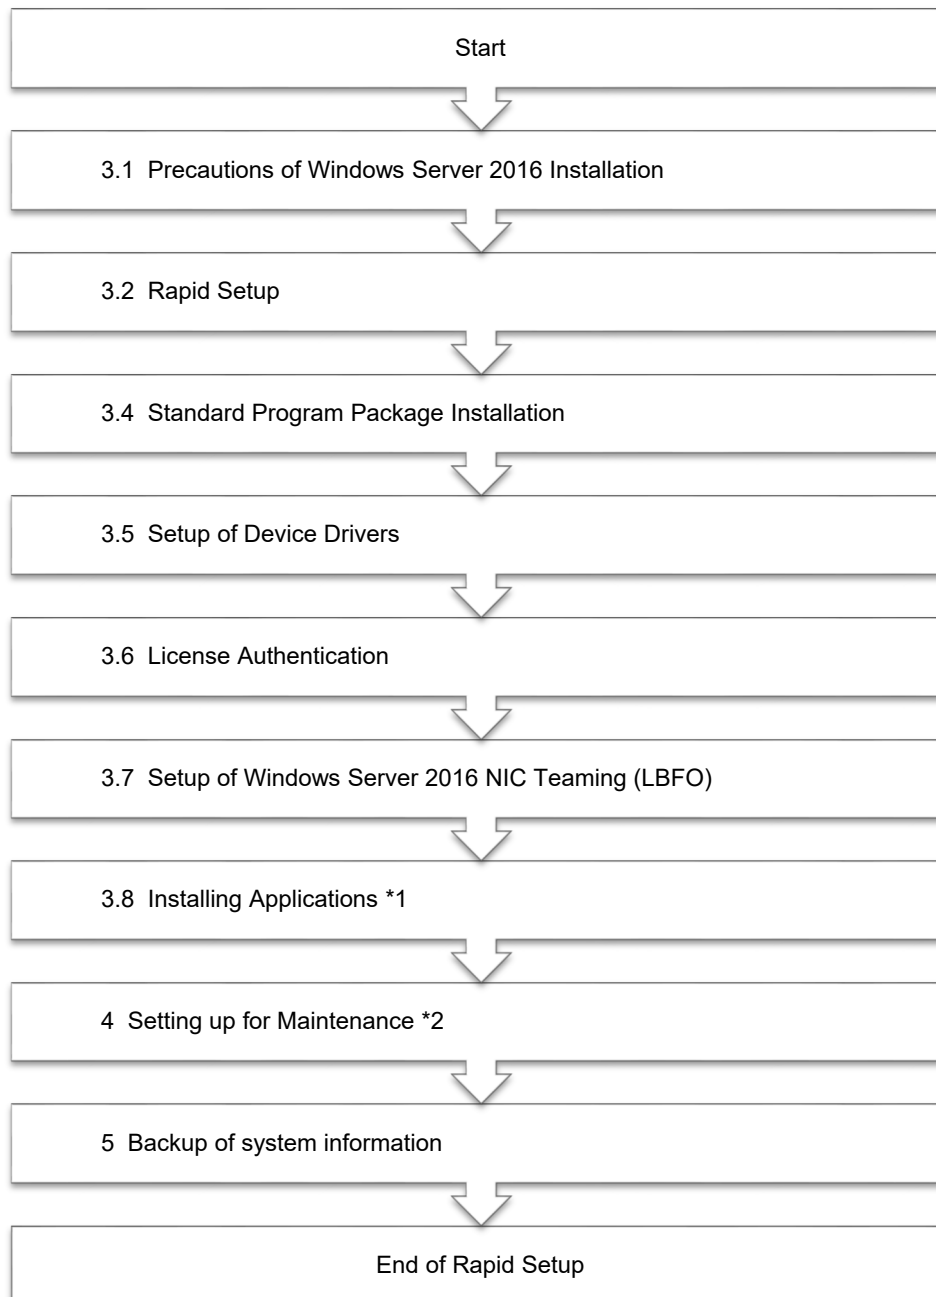 Start
3.1 Precautions of Windows Server 2016 Installation
3.2 Rapid Setup
3.4 Standard Program Package Installation
3.5 Setup of Device Drivers
3.6 License Authentication
3.7 Setup of Windows Server 2016 NIC Teaming (LBFO)
3.8 Installing Applications *1
4 Setting up for Maintenance *2
5 Backup of system information
End of Rapid Setup